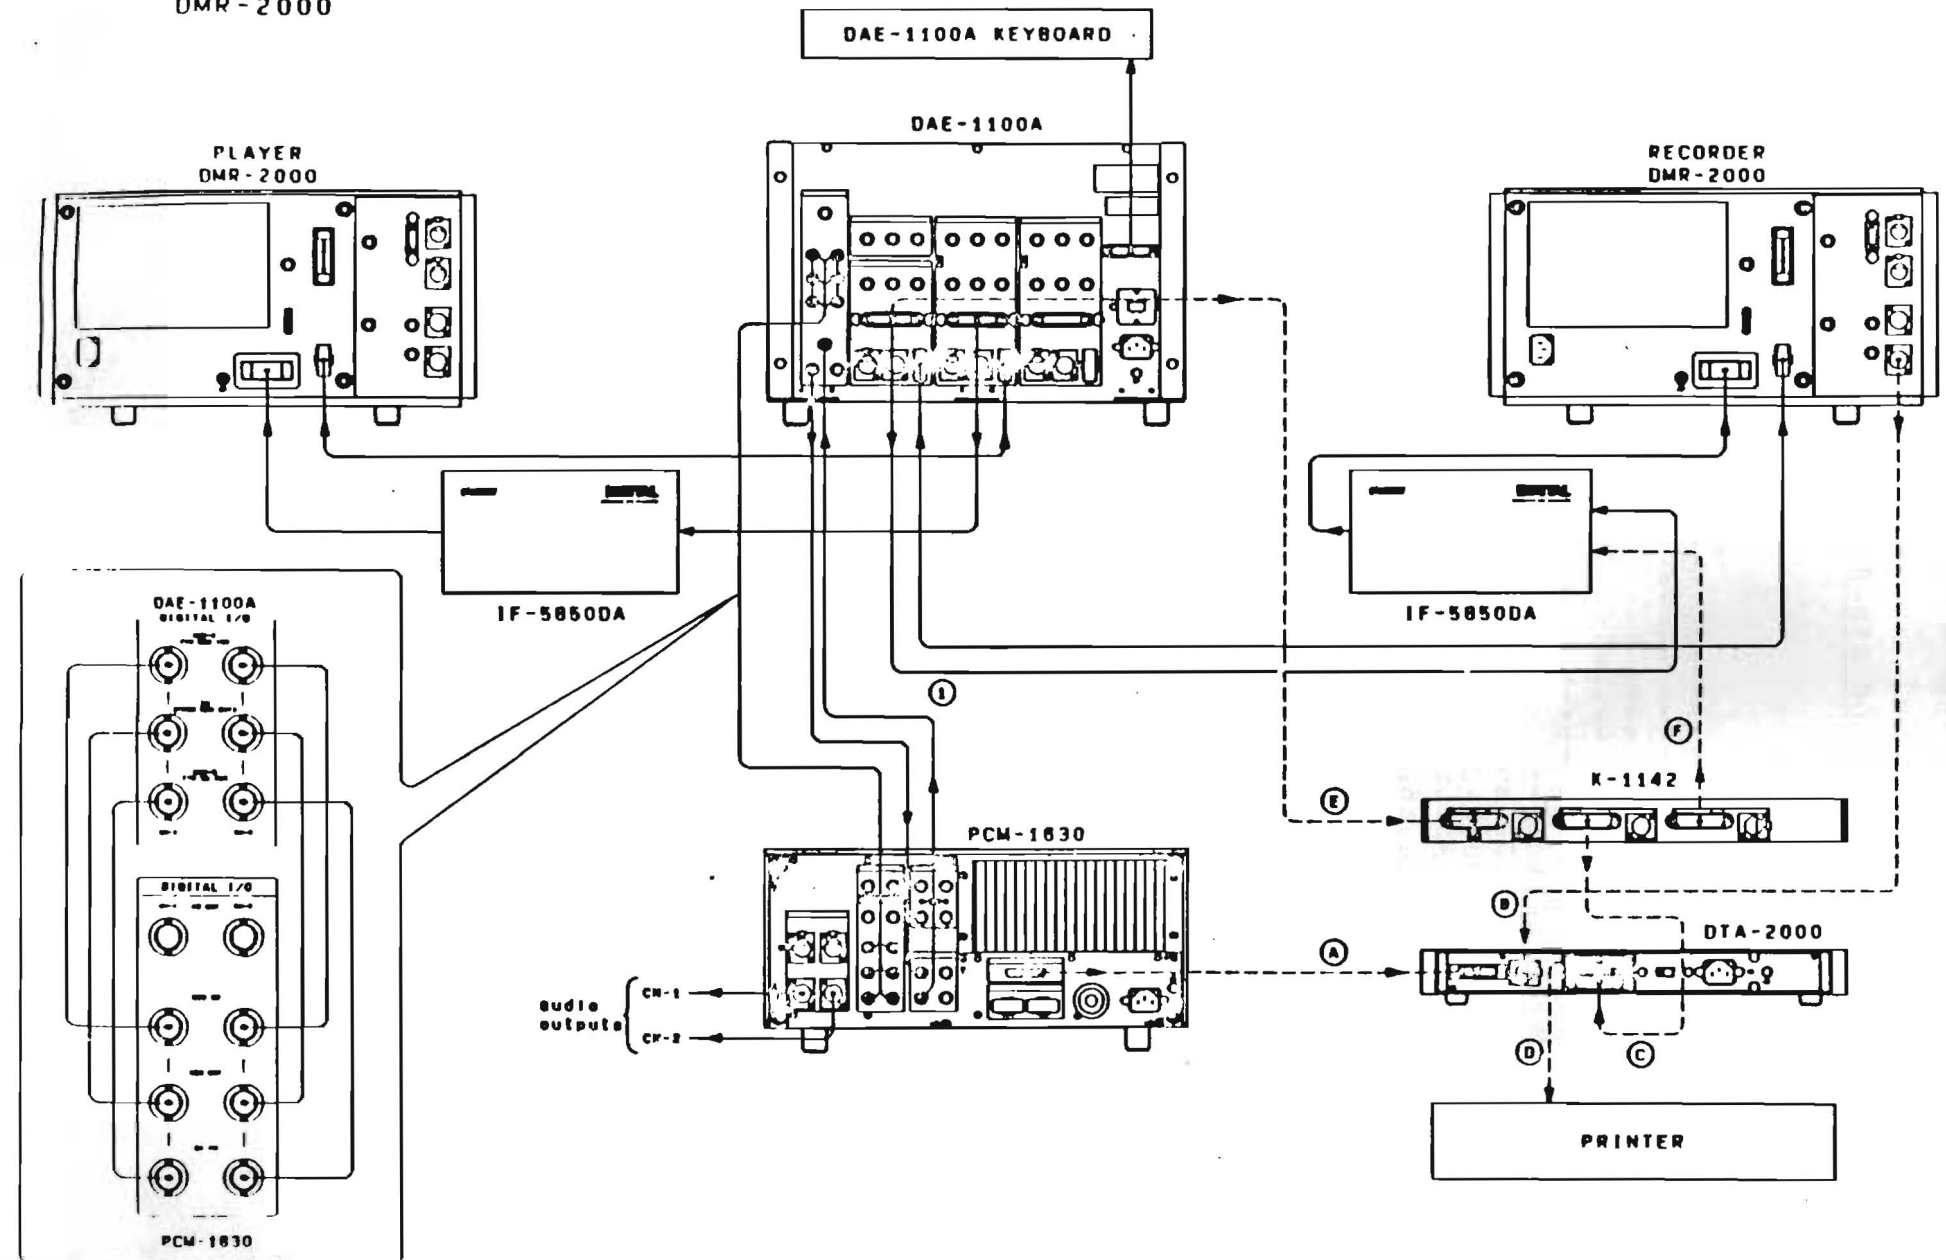 DMR-2000
DAE-1100A KEYBOARD
DAE-1100A
PLAYER
DMR-2000
RECORDER
DMR-2000
IF-5850DA
IF-5850DA
DAE-1100A
DIGITAL I/O
1
F
K-1142
E
PCM-1630
DIGITAL I/O
B
DTA-2000
A
audio
outputs
CH-1
CH-2
D
C
PRINTER
PCM-1630